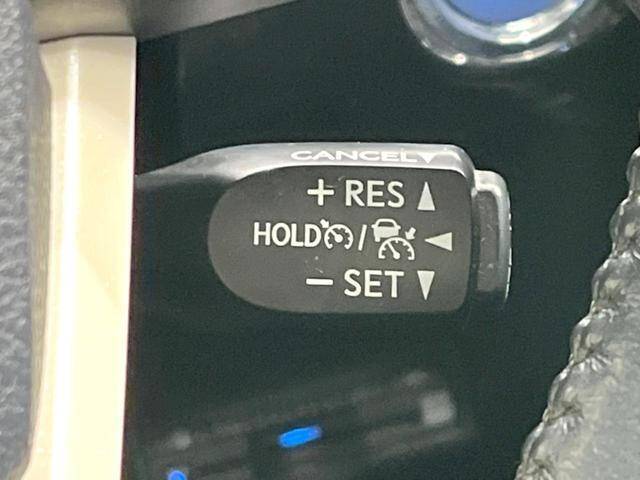 CANCEL▼
+ RES ▲
HOLD / ◀
− SET ▼